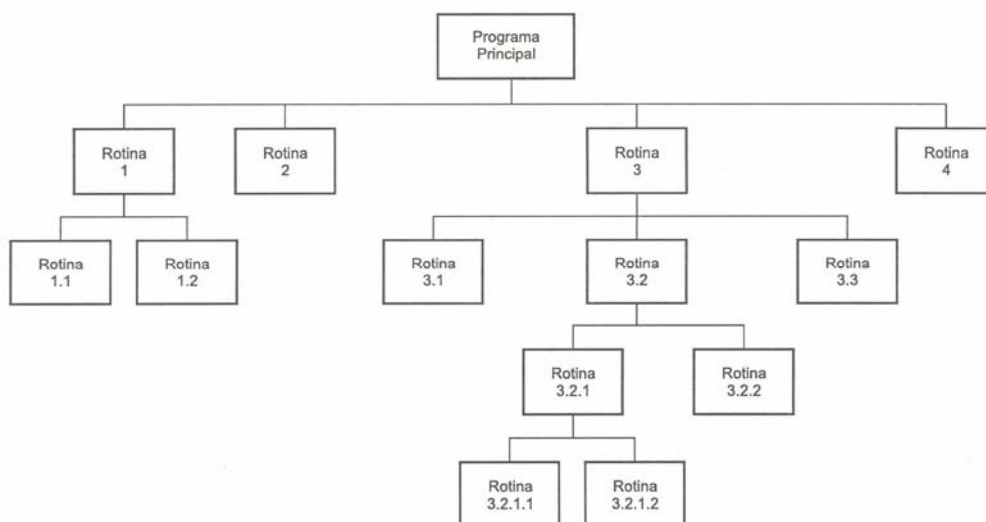 Programa
Principal
Rotina
1
Rotina
2
Rotina
3
Rotina
4
Rotina
1.1
Rotina
1.2
Rotina
3.1
Rotina
3.2
Rotina
3.3
Rotina
3.2.1
Rotina
3.2.2
Rotina
3.2.1.1
Rotina
3.2.1.2